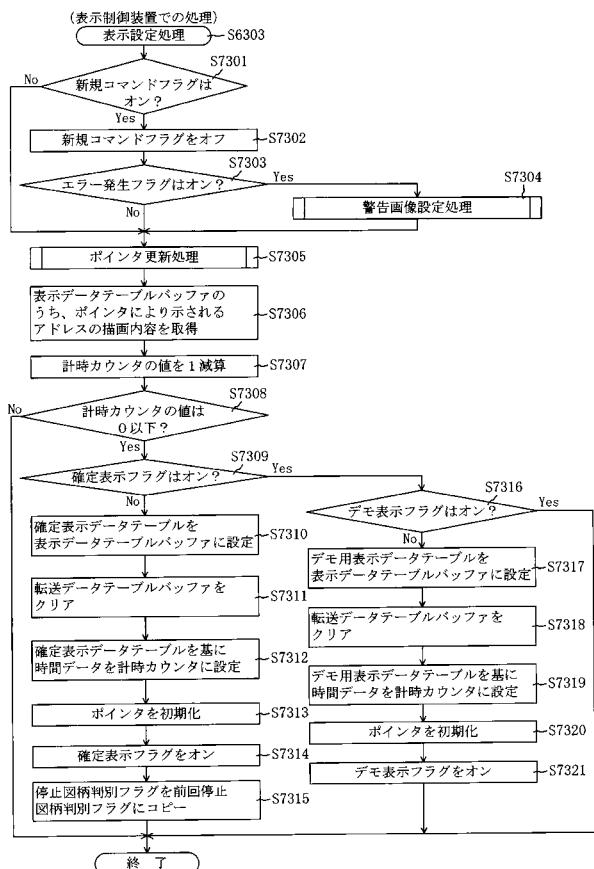 (表示制御装置での処理)
表示設定処理
S6303
S7301
No
新規コマンドフラグは
オン?
Yes
新規コマンドフラグをオフ
S7302
S7303
エラー発生フラグはオン?
Yes
No
S7304
警告画像設定処理
ポインタ更新処理
S7305
表示データテーブルバッファの
うち、ポインタにより示される
アドレスの描画内容を取得
S7306
計時カウンタの値を1減算
S7307
S7308
No
計時カウンタの値は
0以下?
Yes
S7309
確定表示フラグはオン?
Yes
No
S7316
デモ表示フラグはオン?
Yes
No
確定表示データテーブルを
表示データテーブルバッファに設定
S7310
転送データテーブルバッファを
クリア
S7311
確定表示データテーブルを基に
時間データを計時カウンタに設定
S7312
ポインタを初期化
S7313
確定表示フラグをオン
S7314
停止図柄判別フラグを前回停止
図柄判別フラグにコピー
S7315
デモ用表示データテーブルを
表示データテーブルバッファに設定
S7317
転送データテーブルバッファを
クリア
S7318
デモ用表示データテーブルを基に
時間データを計時カウンタに設定
S7319
ポインタを初期化
S7320
デモ表示フラグをオン
S7321
終了